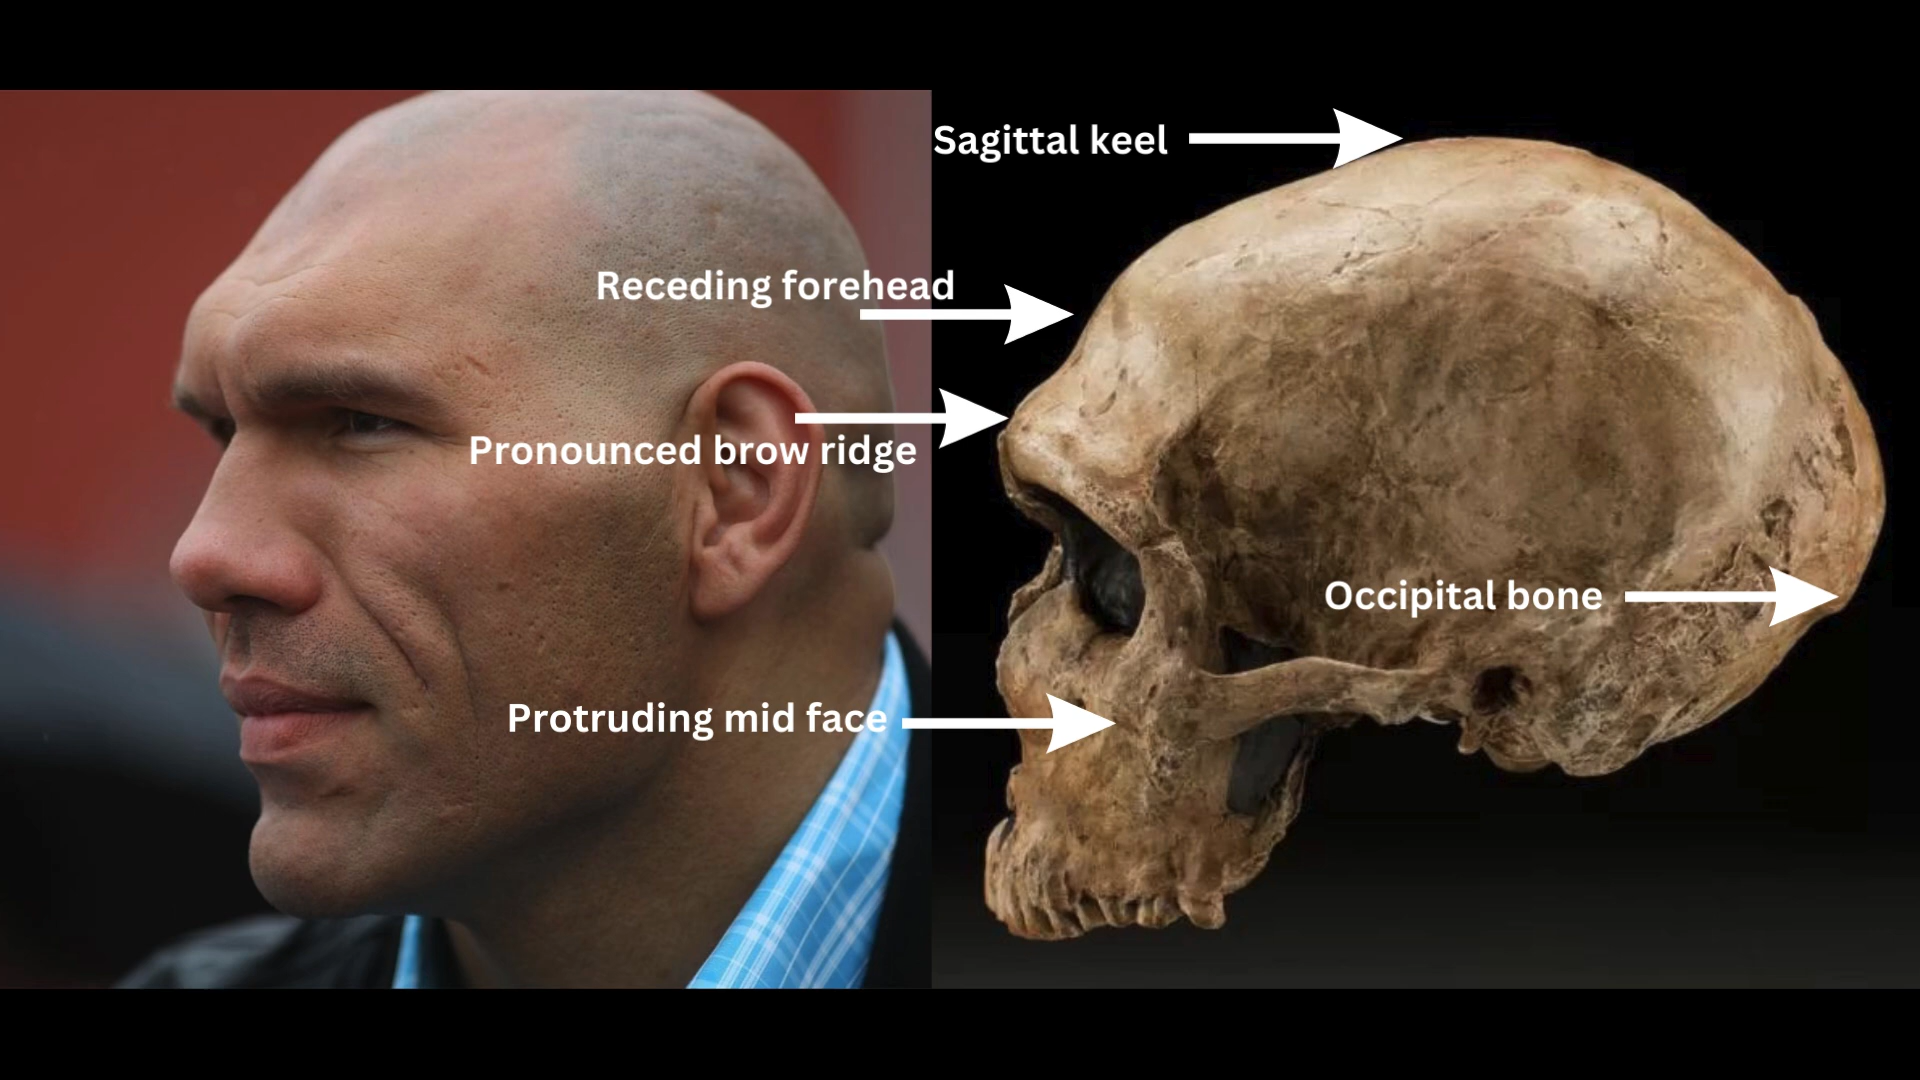 Sagittal keel
Receding forehead
Pronounced brow ridge
Occipital bone
Protruding mid face